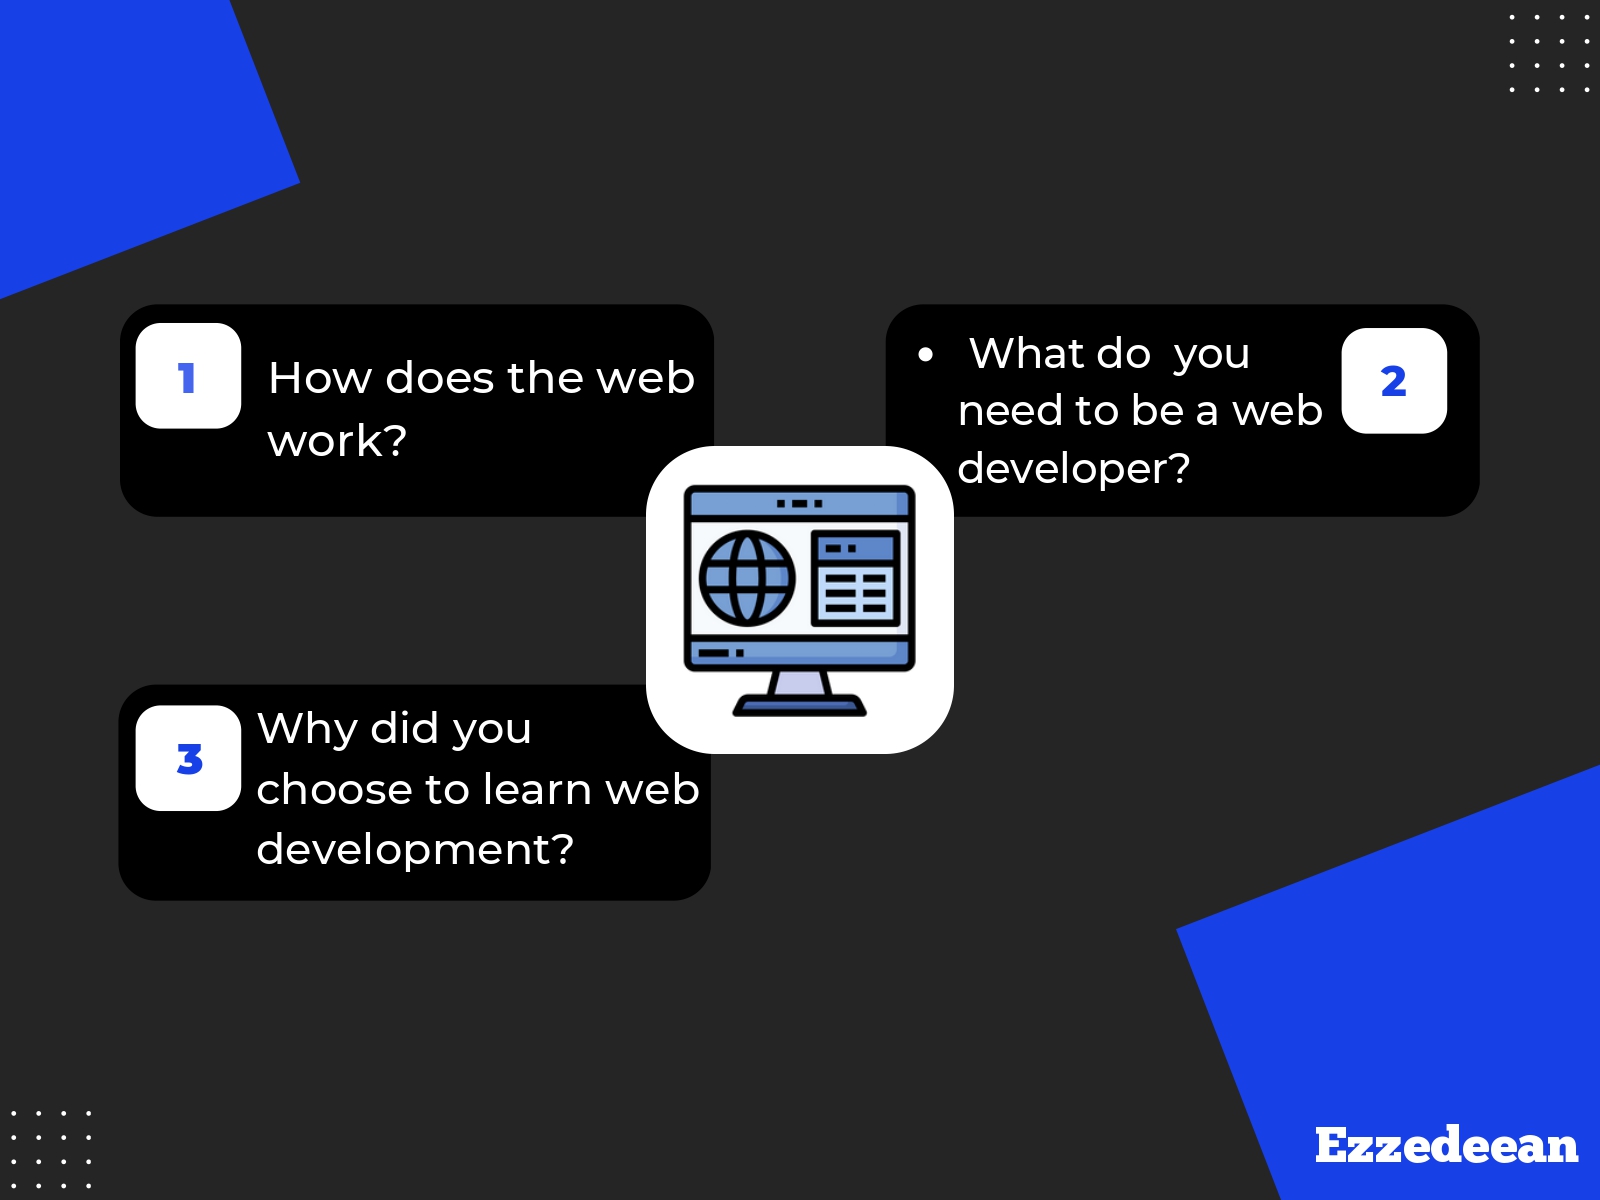 1
How does the web
work?
• What do  you
need to be a web
developer?
2
3
Why did you
choose to learn web
development?
Ezzedeean